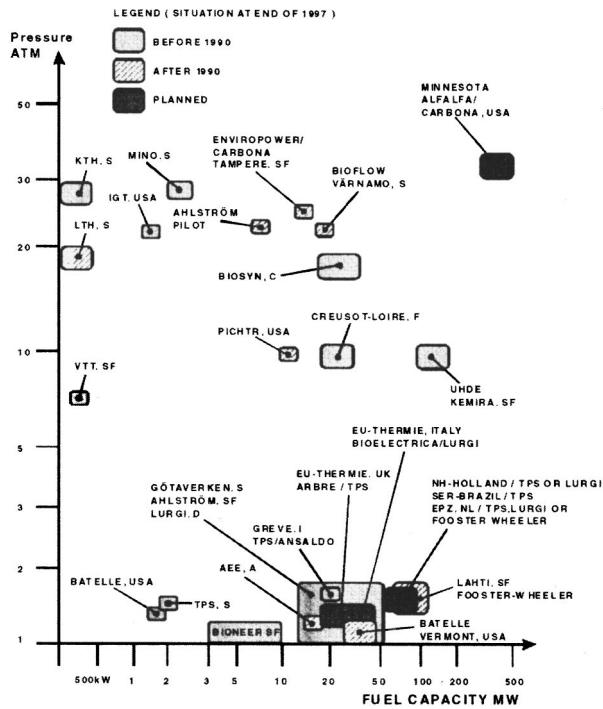 LEGEND ( SITUATION AT END OF 1997 )
BEFORE 1990
AFTER 1990
PLANNED
Pressure
ATM
50
30
20
10
5
3
2
1
MINNESOTA
ALFALFA/
CARBONA, USA
ENVIROPOWER/
CARBONA
TAMPERE. SF
BIOFLOW
VÄRNAMO, S
KTH, S
MINO. S
IGT. USA
AHLSTRÖM
PILOT
LTH, S
BIOSYN, C
PICHTR, USA
CREUSOT-LOIRE, F
VTT. SF
UHDE
KEMIRA. SF
EU-THERMIE, ITALY
BIOELECTRICA/LURGI
EU-THERMIE. UK
ARBRE / TPS
GÖTAVERKEN. S
AHLSTRÖM. SF
LURGI. D
NH-HOLLAND / TPS OR LURGI
SER-BRAZIL / TPS
EPZ. NL / TPS, LURGI OR
FOOSTER WHEELER
GREVE. I
TPS/ANSALDO
AEE, A
BATELLE, USA
TPS, S
LAHTI, SF
FOOSTER-WHEELER
BIONEER SF
BATELLE
VERMONT, USA
500kW 1 2 3 5 10 20 50 100 200 500
FUEL CAPACITY MW